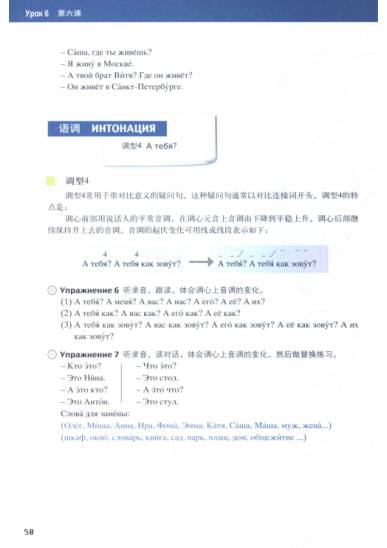 Урок 6 第六课
– Са́ша, где ты живёшь?
– Я живу́ в Москве́.
– А твой брат Ви́тя? Где он живёт?
– Он живёт в Са́нкт-Петербу́рге.
语调 ИНТОНАЦИЯ
调型4 А тебя?
调型4
调型4常用于带对比意义的疑问句，这种疑问句通常以对比连接词开头。调型4的特
点是：
调心前部用说话人的平常音调，在调心元音上音调由下降到平稳上升。调心后部继
续保持升上去的音调。音调的起伏变化可用线或线段表示如下：
4 4
А тебя́? А тебя́ как зову́т? А тебя́? А тебя́ как зову́т?
Упражнение 6 听录音，跟读，体会调心上音调的变化。
(1) А тебя́? А меня́? А вас? А нас? А его́? А её? А их?
(2) А тебя́ как? А вас как? А его́ как? А её как?
(3) А тебя́ как зову́т? А вас как зову́т? А его́ как зову́т? А её как зову́т? А их
как зову́т?
Упражнение 7 听录音，读对话，体会调心上音调的变化。然后做替换练习。
– Кто э́то? – Что э́то?
– Э́то Ни́на. – Э́то стол.
– А э́то кто? – А э́то что?
– Э́то Анто́н. – Э́то стул.
Слова́ для заме́ны:
(Оле́г, Ми́ша, А́нна, И́ра, Фома́, Э́мма, Ка́тя, Са́ша, Ма́ша, муж, жена́...)
(шкаф, окно́, слова́рь, кни́га, сад, парк, плащ, дом, общежи́тие ...)
50